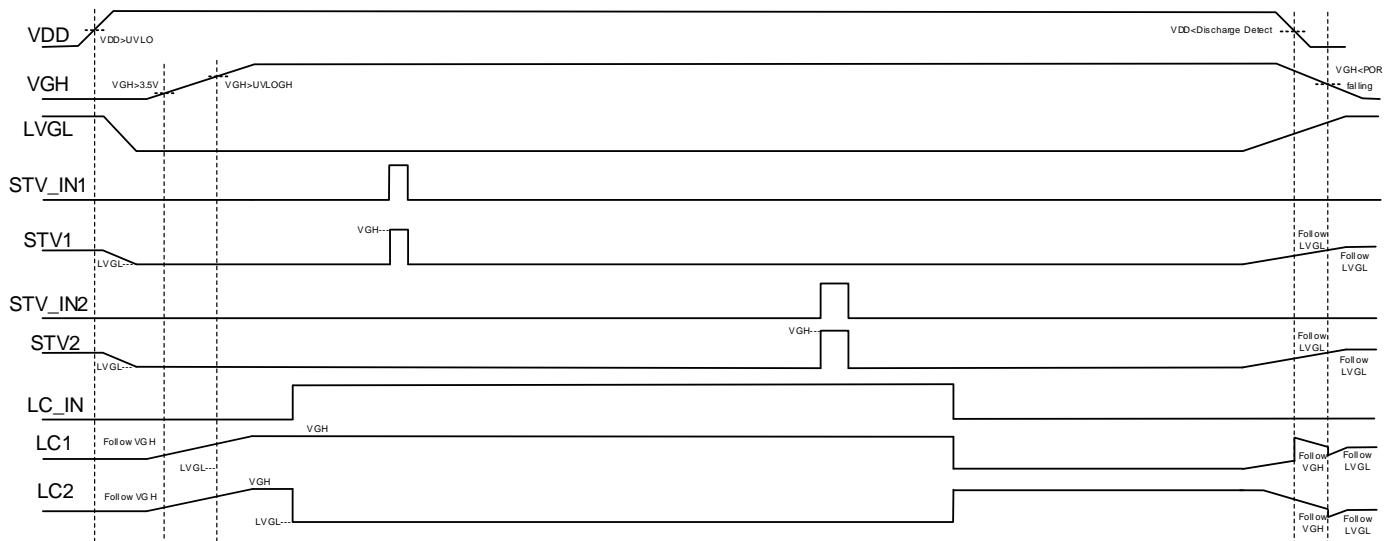 VDD
VDD>UVLO
VDD<Discharge Detect
VGH
VGH>3.5V
VGH>UVLOGH
VGH<POR
falling
LVGL
STV_IN1
STV1
VGH---
LVGL---
Follow
LVGL
Follow
LVGL
STV_IN2
STV2
VGH---
LVGL---
Follow
LVGL
Follow
LVGL
LC_IN
LC1
Follow VGH
VGH
LVGL---
Follow
VGH
Follow
LVGL
LC2
Follow VGH
VGH
LVGL---
Follow
VGH
Follow
LVGL